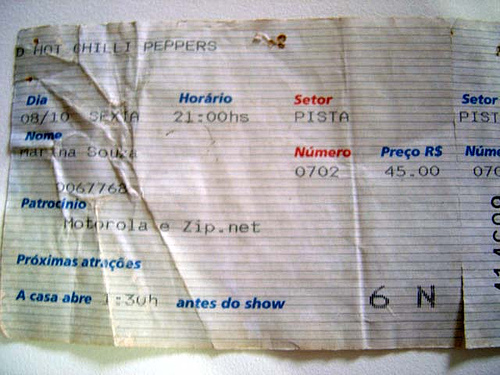 D HOT CHILLI PEPPERS
Dia Horário Setor Setor
08/10 SEXTA 21:00hs PISTA PIST
Nome
Marina Souza Número Preço R$ Núme
0702 45.00 070
0067768
Patrocínio
Motorola e Zip.net
Próximas atrações
A casa abre 1:30h antes do show 6 N